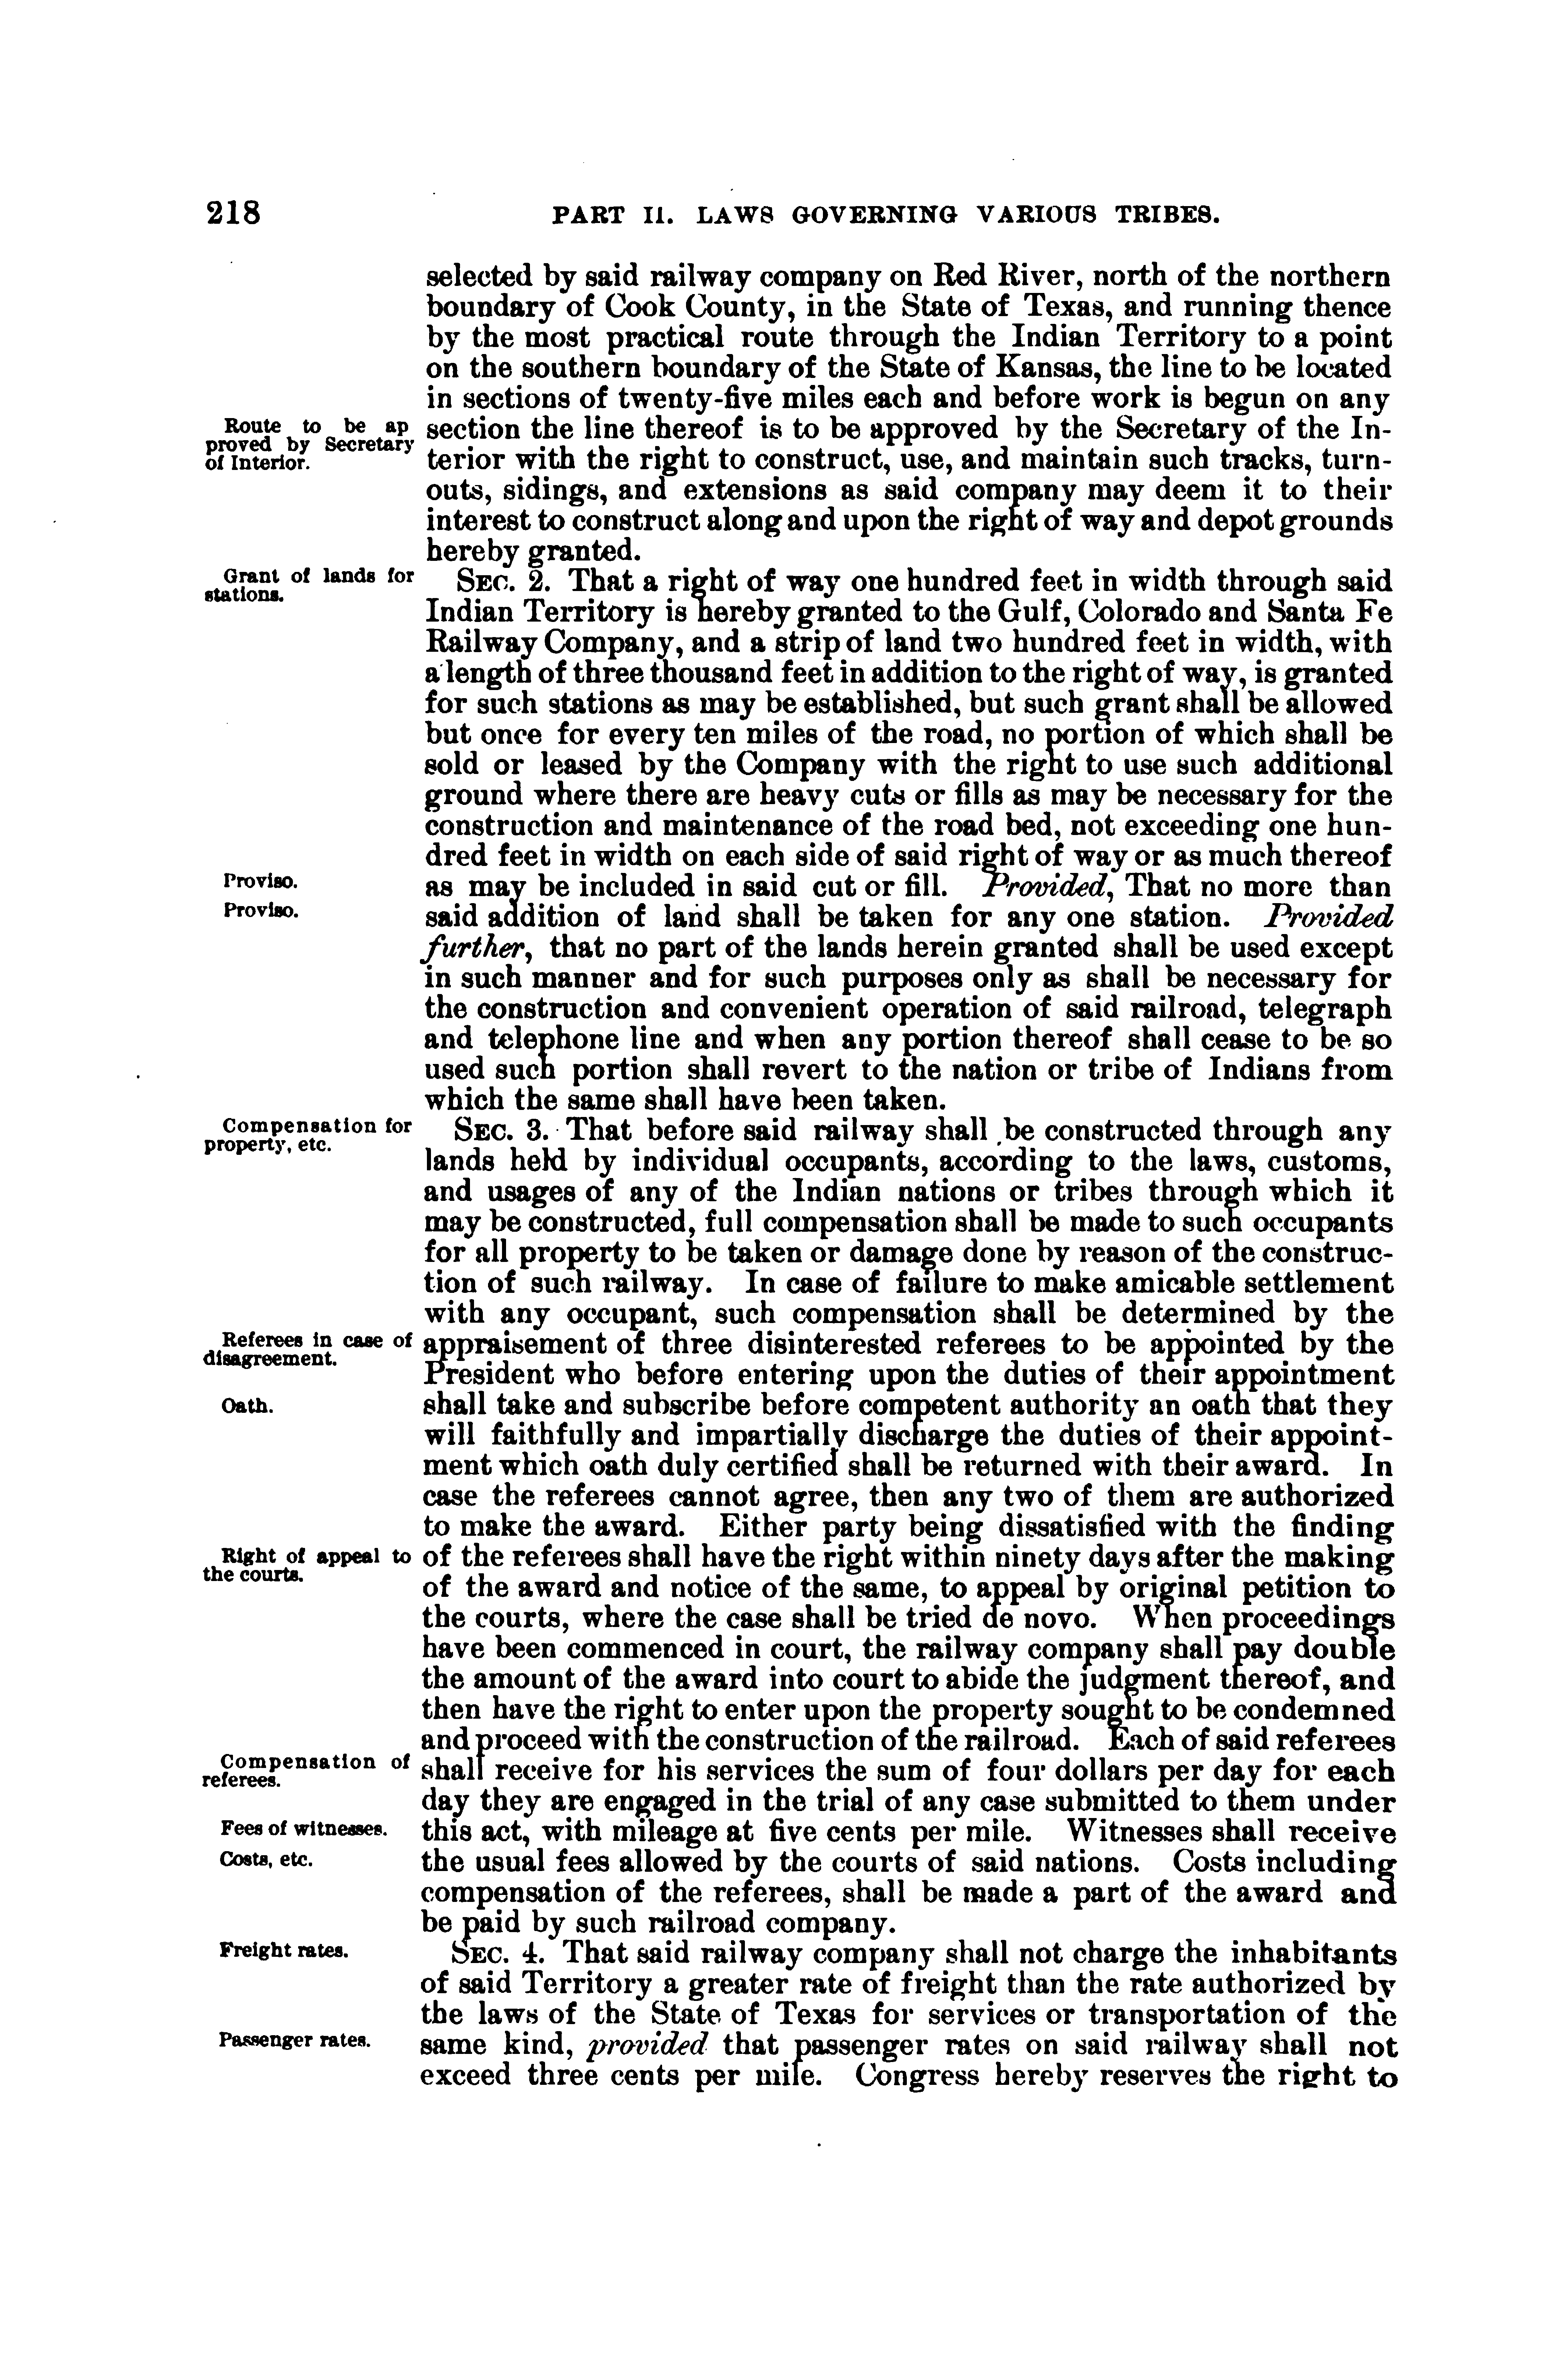 218
PART II. LAWS GOVERNING VARIOUS TRIBES.
selected by said railway company on Red River, north of the northern
boundary of Cook County, in the State of Texas, and running thence
by the most practical route through the Indian Territory to a point
on the southern boundary of the State of Kansas, the line to be located
in sections of twenty-five miles each and before work is begun on any
Route to be ap
proved by Secretary
of Interior.
section the line thereof is to be approved by the Secretary of the In-
terior with the right to construct, use, and maintain such tracks, turn-
outs, sidings, and extensions as said company may deem it to their
interest to construct along and upon the right of way and depot grounds
hereby granted.
Grant of lands for
stations.
SEC. 2. That a right of way one hundred feet in width through said
Indian Territory is hereby granted to the Gulf, Colorado and Santa Fe
Railway Company, and a strip of land two hundred feet in width, with
a length of three thousand feet in addition to the right of way, is granted
for such stations as may be established, but such grant shall be allowed
but once for every ten miles of the road, no portion of which shall be
sold or leased by the Company with the right to use such additional
ground where there are heavy cuts or fills as may be necessary for the
construction and maintenance of the road bed, not exceeding one hun-
dred feet in width on each side of said right of way or as much thereof
Proviso.
as may be included in said cut or fill. Provided, That no more than
Proviso.
said addition of land shall be taken for any one station. Provided
further, that no part of the lands herein granted shall be used except
in such manner and for such purposes only as shall be necessary for
the construction and convenient operation of said railroad, telegraph
and telephone line and when any portion thereof shall cease to be so
used such portion shall revert to the nation or tribe of Indians from
which the same shall have been taken.
Compensation for
property, etc.
SEC. 3. That before said railway shall be constructed through any
lands held by individual occupants, according to the laws, customs,
and usages of any of the Indian nations or tribes through which it
may be constructed, full compensation shall be made to such occupants
for all property to be taken or damage done by reason of the construc-
tion of such railway. In case of failure to make amicable settlement
with any occupant, such compensation shall be determined by the
Referees in case of
disagreement.
appraisement of three disinterested referees to be appointed by the
President who before entering upon the duties of their appointment
Oath.
shall take and subscribe before competent authority an oath that they
will faithfully and impartially discharge the duties of their appoint-
ment which oath duly certified shall be returned with their award. In
case the referees cannot agree, then any two of them are authorized
to make the award. Either party being dissatisfied with the finding
Right of appeal to
the courts.
of the referees shall have the right within ninety days after the making
of the award and notice of the same, to appeal by original petition to
the courts, where the case shall be tried de novo. When proceedings
have been commenced in court, the railway company shall pay double
the amount of the award into court to abide the judgment thereof, and
then have the right to enter upon the property sought to be condemned
and proceed with the construction of the railroad. Each of said referees
Compensation of
referees.
shall receive for his services the sum of four dollars per day for each
day they are engaged in the trial of any case submitted to them under
Fees of witnesses.
this act, with mileage at five cents per mile. Witnesses shall receive
Costs, etc.
the usual fees allowed by the courts of said nations. Costs including
compensation of the referees, shall be made a part of the award and
be paid by such railroad company.
Freight rates.
SEC. 4. That said railway company shall not charge the inhabitants
of said Territory a greater rate of freight than the rate authorized by
the laws of the State of Texas for services or transportation of the
Passenger rates.
same kind, provided that passenger rates on said railway shall not
exceed three cents per mile. Congress hereby reserves the right to